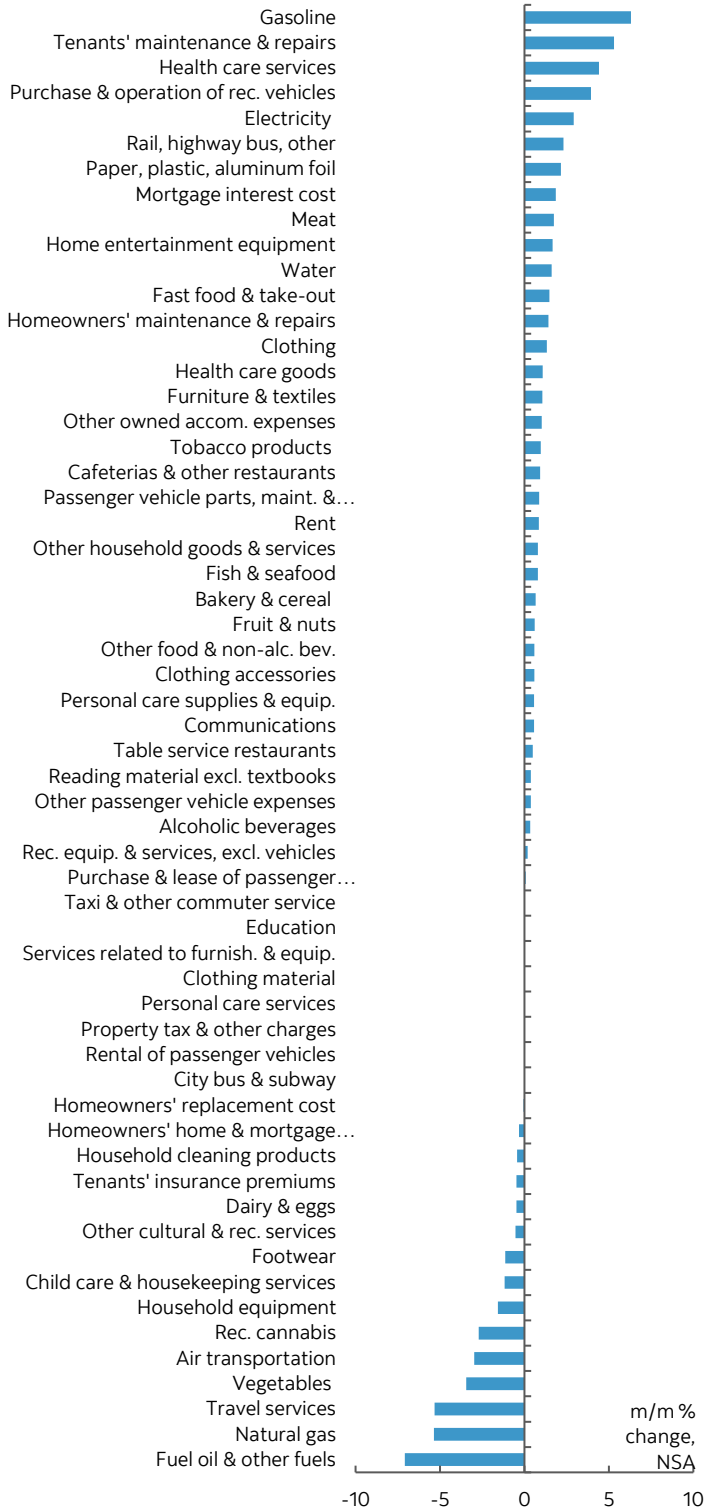 Gasoline
Tenants' maintenance & repairs
Health care services
Purchase & operation of rec. vehicles
Electricity
Rail, highway bus, other
Paper, plastic, aluminum foil
Mortgage interest cost
Meat
Home entertainment equipment
Water
Fast food & take-out
Homeowners' maintenance & repairs
Clothing
Health care goods
Furniture & textiles
Other owned accom. expenses
Tobacco products
Cafeterias & other restaurants
Passenger vehicle parts, maint. &…
Rent
Other household goods & services
Fish & seafood
Bakery & cereal
Fruit & nuts
Other food & non-alc. bev.
Clothing accessories
Personal care supplies & equip.
Communications
Table service restaurants
Reading material excl. textbooks
Other passenger vehicle expenses
Alcoholic beverages
Rec. equip. & services, excl. vehicles
Purchase & lease of passenger…
Taxi & other commuter service
Education
Services related to furnish. & equip.
Clothing material
Personal care services
Property tax & other charges
Rental of passenger vehicles
City bus & subway
Homeowners' replacement cost
Homeowners' home & mortgage…
Household cleaning products
Tenants' insurance premiums
Dairy & eggs
Other cultural & rec. services
Footwear
Child care & housekeeping services
Household equipment
Rec. cannabis
Air transportation
Vegetables
Travel services
Natural gas
Fuel oil & other fuels
m/m %
change,
NSA
-10 -5 0 5 10